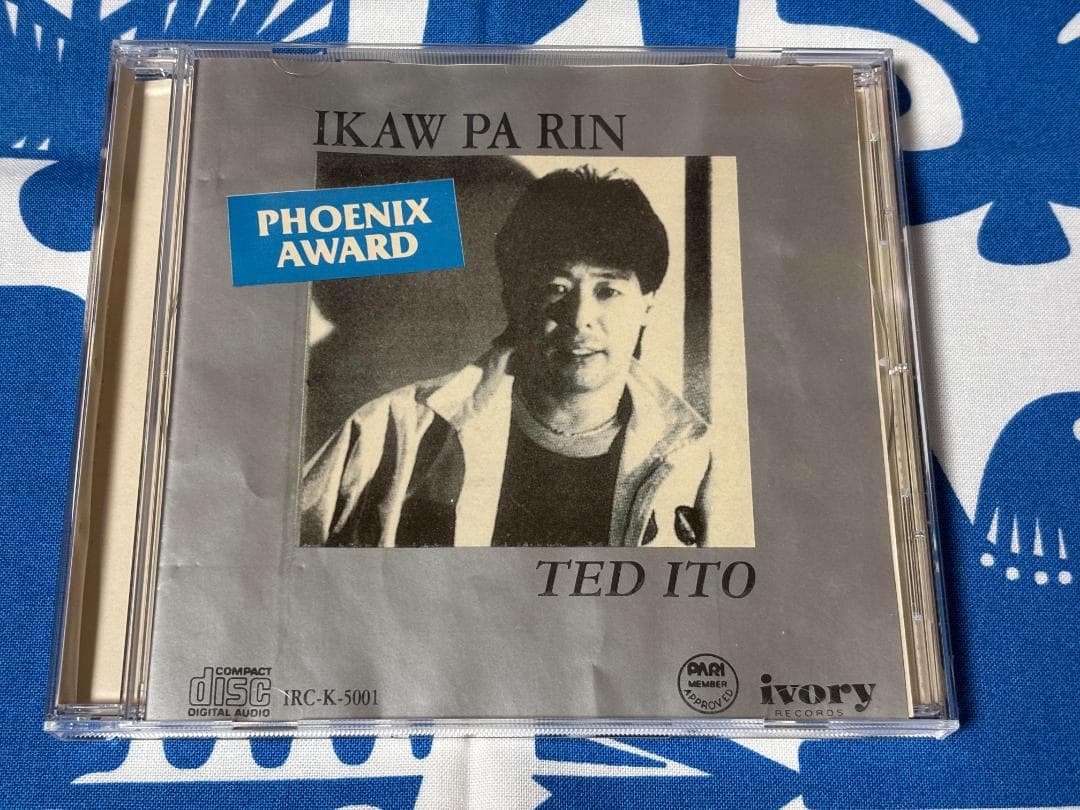 IKAW PA RIN
PHOENIX
AWARD
TED ITO
COMPACT
disc
DIGITAL AUDIO
IRC-K-5001
PARI
MEMBER
APPROVED
ivory
RECORDS